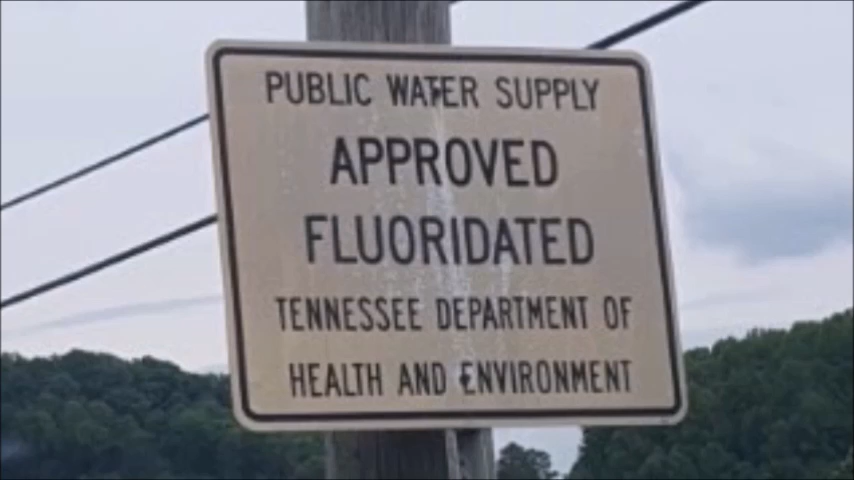 PUBLIC WATER SUPPLY
APPROVED
FLUORIDATED
TENNESSEE DEPARTMENT OF
HEALTH AND ENVIRONMENT